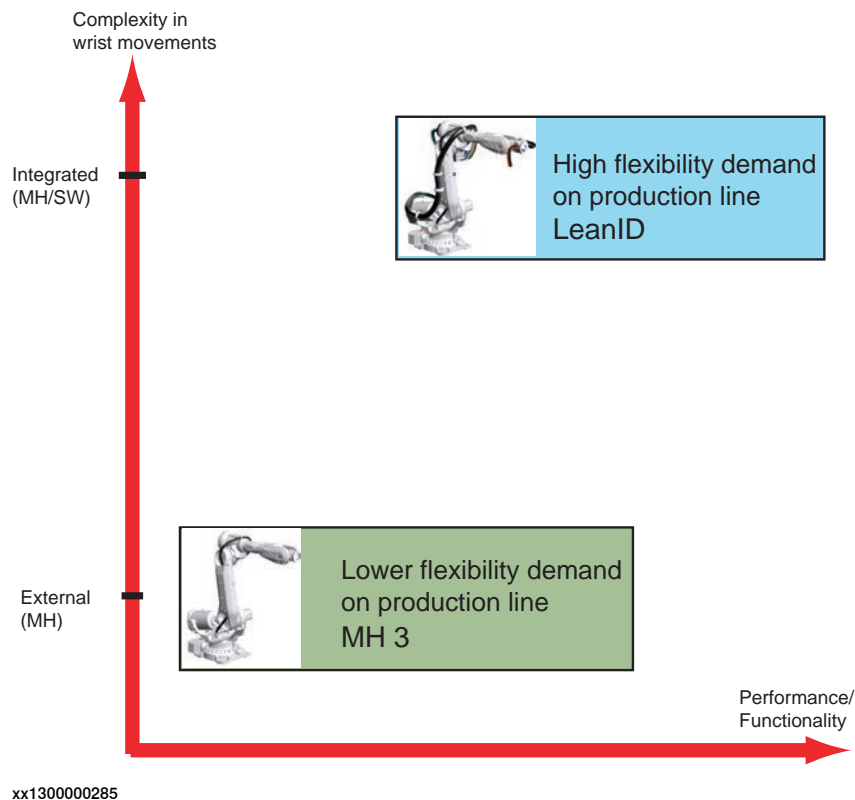 Complexity in
wrist movements
Integrated
(MH/SW)
High flexibility demand
on production line
LeanID
External
(MH)
Lower flexibility demand
on production line
MH 3
Performance/
Functionality
xx1300000285